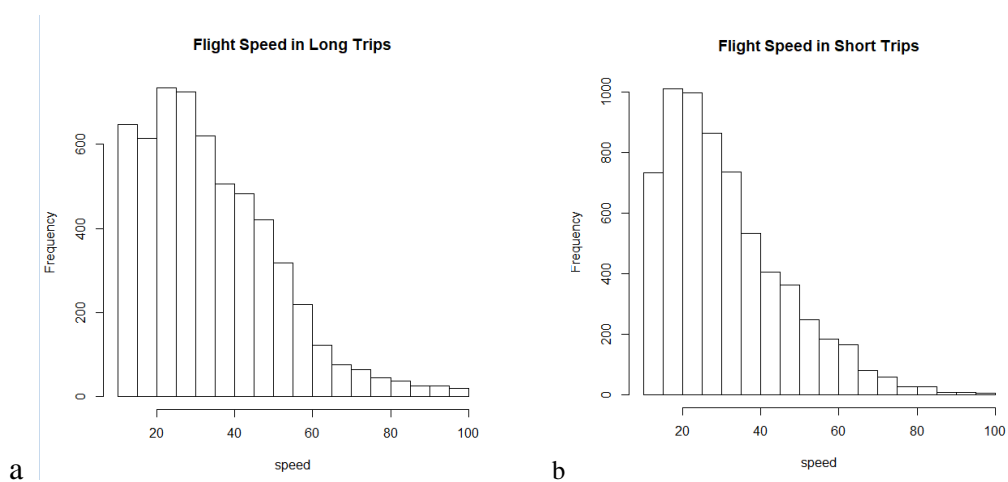 Flight Speed in Long Trips
Frequency
600
400
200
0
20 40 60 80 100
speed
a
Flight Speed in Short Trips
Frequency
1000
800
600
400
200
0
20 40 60 80 100
speed
b